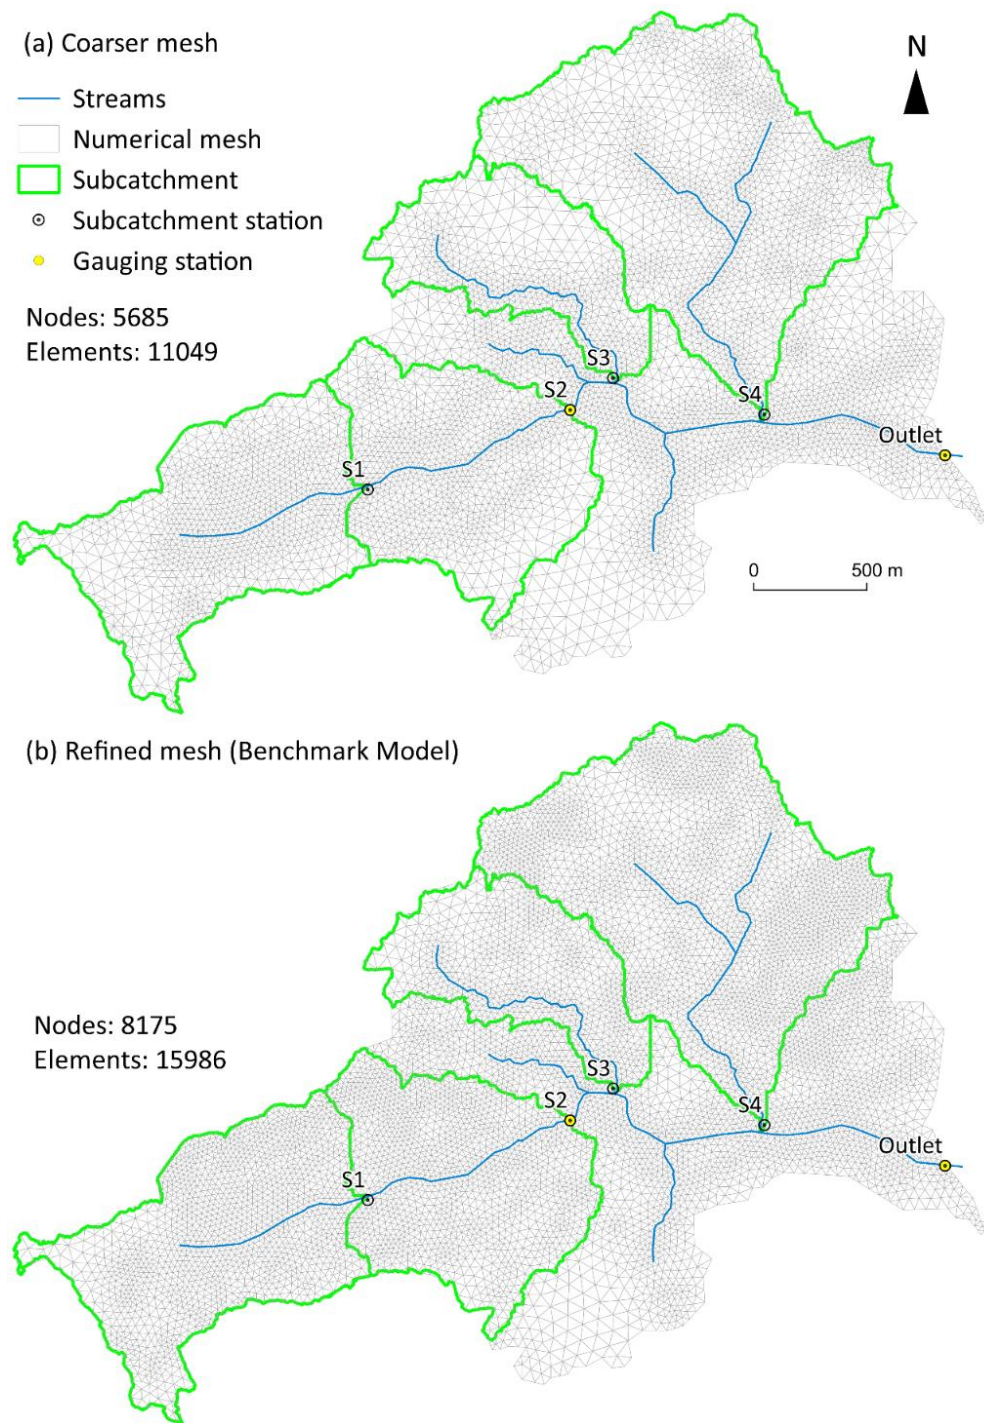 (a) Coarser mesh
N
Streams
Numerical mesh
Subcatchment
Subcatchment station
Gauging station
Nodes: 5685
Elements: 11049
S3
S2
S4
Outlet
S1
0 500 m
(b) Refined mesh (Benchmark Model)
Nodes: 8175
Elements: 15986
S3
S2
S4
Outlet
S1